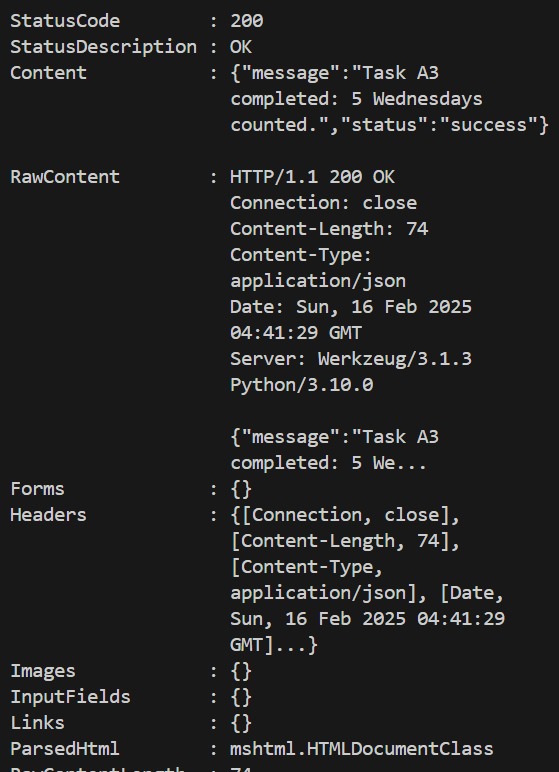 StatusCode        : 200
StatusDescription : OK
Content           : {"message":"Task A3
                    completed: 5 Wednesdays
                    counted.","status":"success"}
RawContent        : HTTP/1.1 200 OK
                    Connection: close
                    Content-Length: 74
                    Content-Type:
                    application/json
                    Date: Sun, 16 Feb 2025
                    04:41:29 GMT
                    Server: Werkzeug/3.1.3
                    Python/3.10.0
                    {"message":"Task A3
                    completed: 5 We...
Forms             : {}
Headers           : {[Connection, close],
                    [Content-Length, 74],
                    [Content-Type,
                    application/json], [Date,
                    Sun, 16 Feb 2025 04:41:29
                    GMT]...}
Images            : {}
InputFields       : {}
Links             : {}
ParsedHtml        : mshtml.HTMLDocumentClass
RawContentLength  : 74